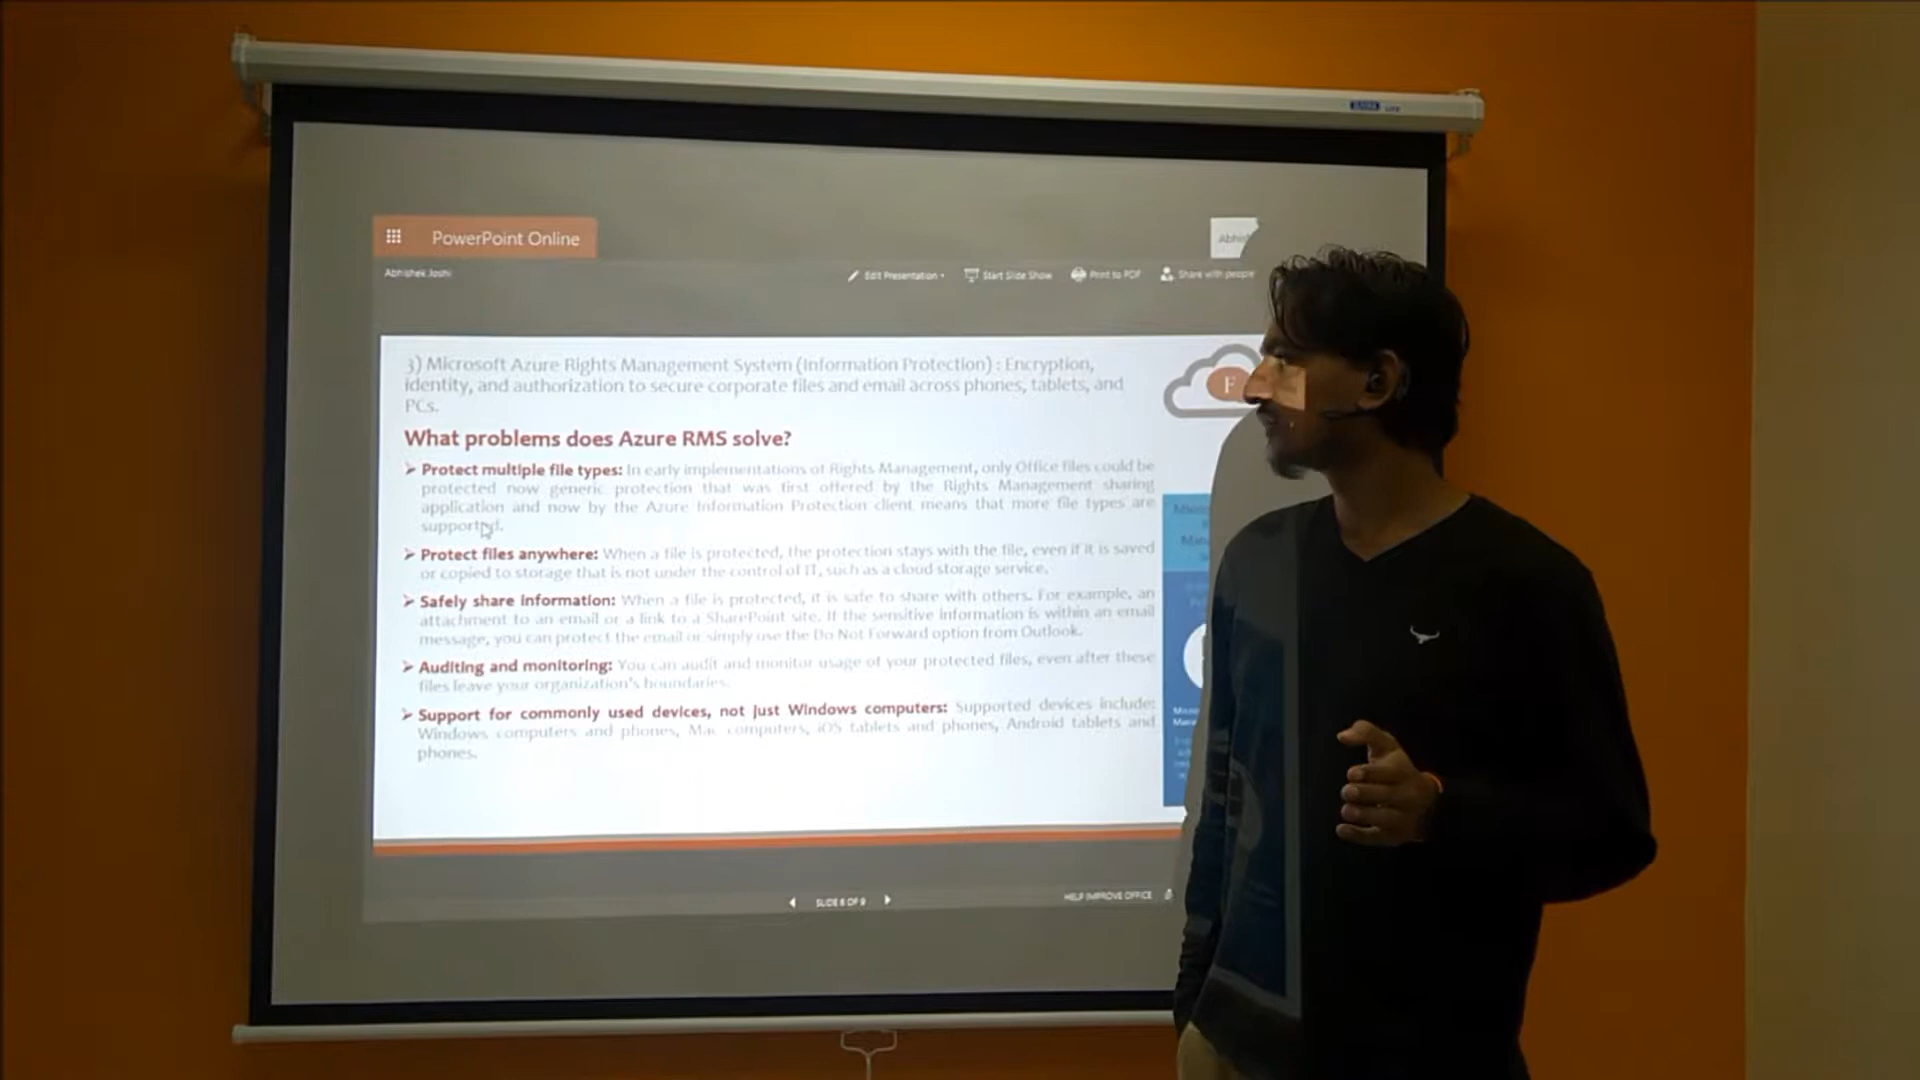 PowerPoint Online
Abhis
Abhishek Joshi
Edit Presentation
Start Slide Show
Print to PDF
Share with people
3) Microsoft Azure Rights Management System (Information Protection) : Encryption,
identity, and authorization to secure corporate files and email across phones, tablets, and
PCs.
F
What problems does Azure RMS solve?
➢ Protect multiple file types: In early implementations of Rights Management, only Office files could be
protected now generic protection that was first offered by the Rights Management sharing
application and now by the Azure Information Protection client means that more file types are
supported.
➢ Protect files anywhere: When a file is protected, the protection stays with the file, even if it is saved
or copied to storage that is not under the control of IT, such as a cloud storage service.
➢ Safely share information: When a file is protected, it is safe to share with others. For example, an
attachment to an email or a link to a SharePoint site. If the sensitive information is within an email
message, you can protect the email or simply use the Do Not Forward option from Outlook.
➢ Auditing and monitoring: You can audit and monitor usage of your protected files, even after these
files leave your organization's boundaries.
➢ Support for commonly used devices, not just Windows computers: Supported devices include:
Windows computers and phones, Mac computers, iOS tablets and phones, Android tablets and
phones.
SLIDE 6 OF 9
HELP IMPROVE OFFICE